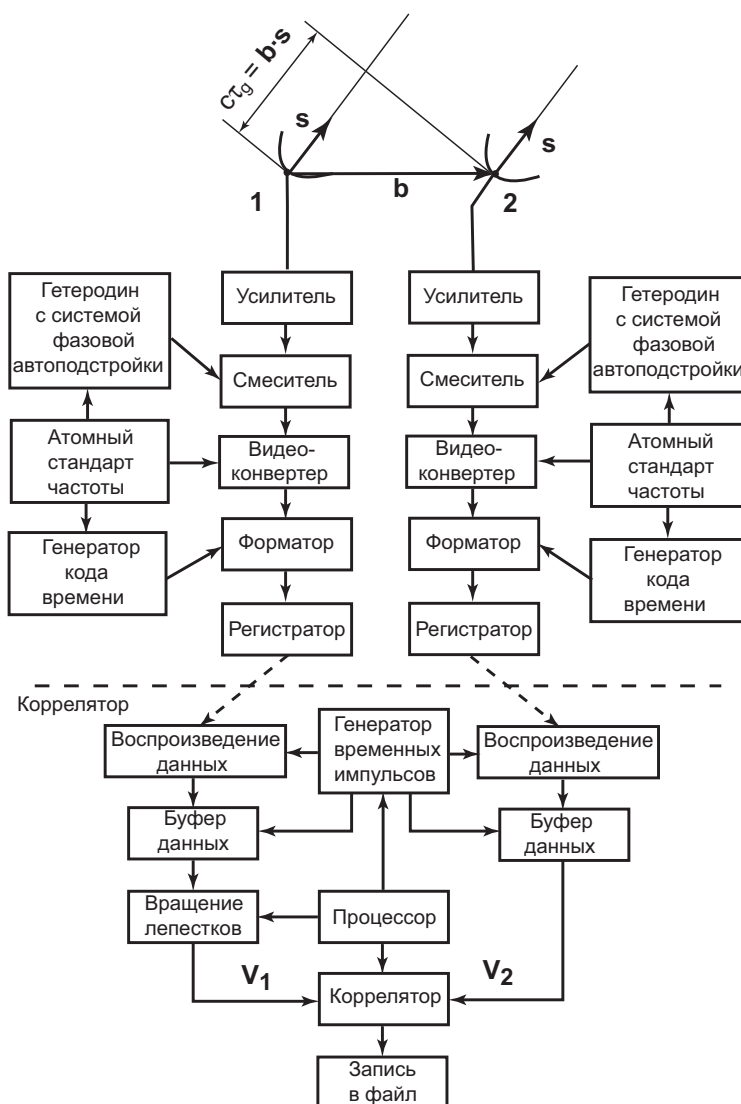 cτg = b·s
s
s
1
b
2
Гетеродин
с системой
фазовой
автоподстройки
Усилитель
Усилитель
Гетеродин
с системой
фазовой
автоподстройки
Смеситель
Смеситель
Атомный
стандарт
частоты
Видео-
конвертер
Видео-
конвертер
Атомный
стандарт
частоты
Генератор
кода
времени
Форматор
Форматор
Генератор
кода
времени
Регистратор
Регистратор
Коррелятор
Воспроизведение
данных
Генератор
временных
импульсов
Воспроизведение
данных
Буфер
данных
Буфер
данных
Вращение
лепестков
Процессор
V1
V2
Коррелятор
Запись
в файл